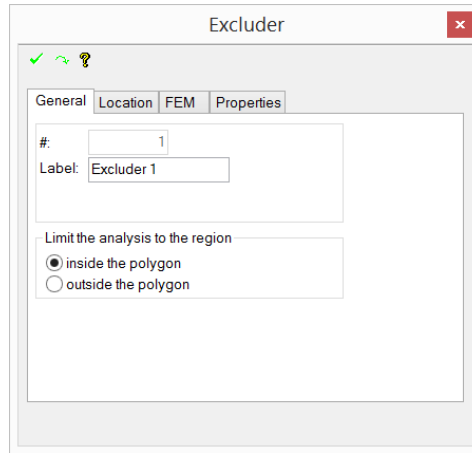 Excluder
General Location FEM Properties
#: 1
Label: Excluder 1
Limit the analysis to the region
inside the polygon
outside the polygon